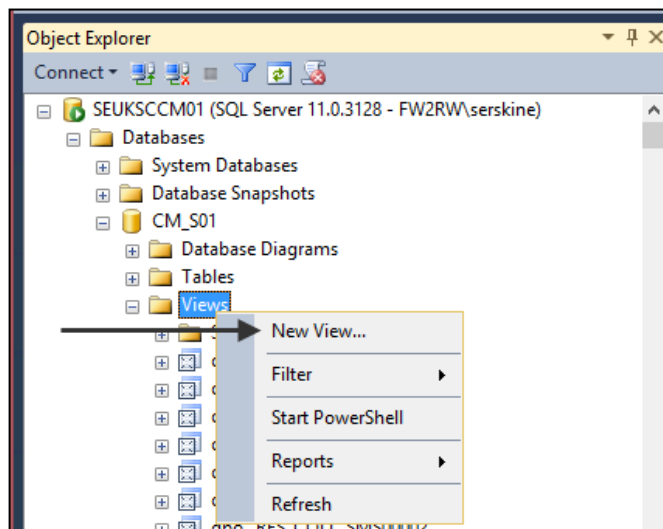 Object Explorer
Connect
SEUKSCCM01 (SQL Server 11.0.3128 - FW2RW\serskine)
Databases
System Databases
Database Snapshots
CM_S01
Database Diagrams
Tables
Views
New View...
Filter
Start PowerShell
Reports
Refresh